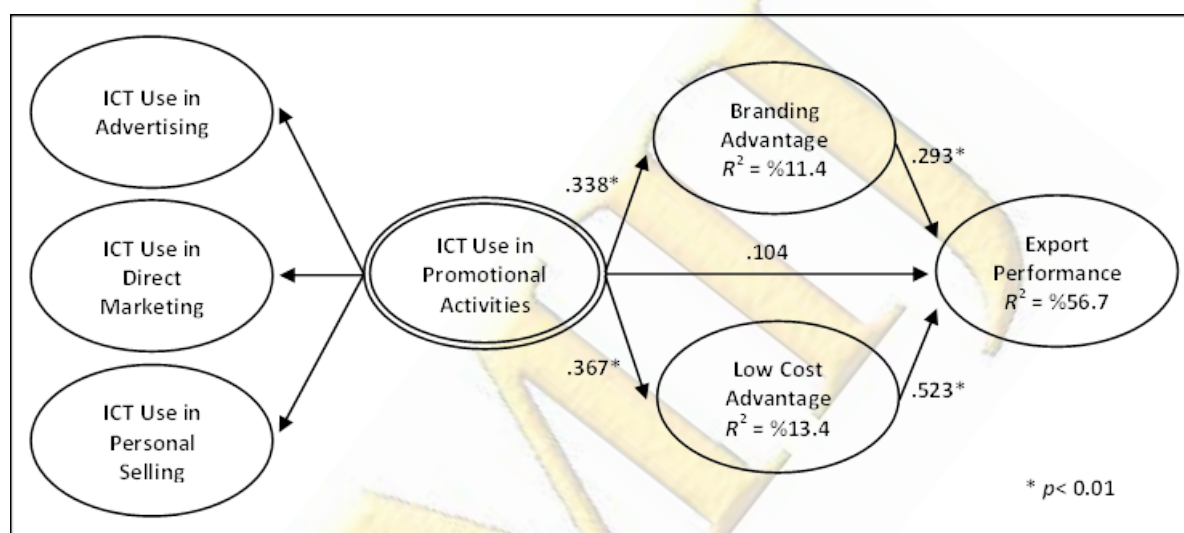 ICT Use in
Advertising
ICT Use in
Direct
Marketing
ICT Use in
Personal
Selling
ICT Use in
Promotional
Activities
.338*
.104
.367*
Branding
Advantage
R² = %11.4
Low Cost
Advantage
R² = %13.4
.293*
.523*
Export
Performance
R² = %56.7
* p< 0.01